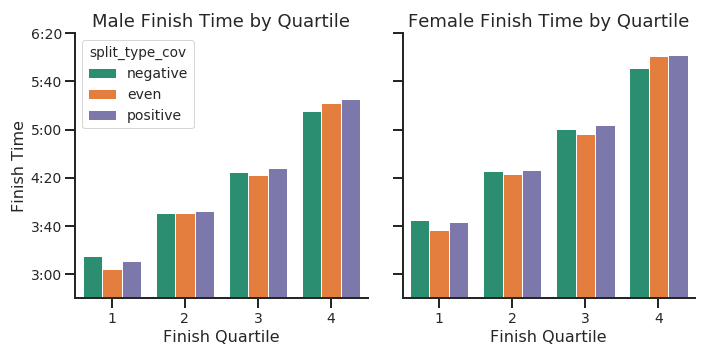 Male Finish Time by Quartile
Female Finish Time by Quartile
split_type_cov
negative
even
positive
Finish Time
6:20
5:40
5:00
4:20
3:40
3:00
1 2 3 4
1 2 3 4
Finish Quartile
Finish Quartile